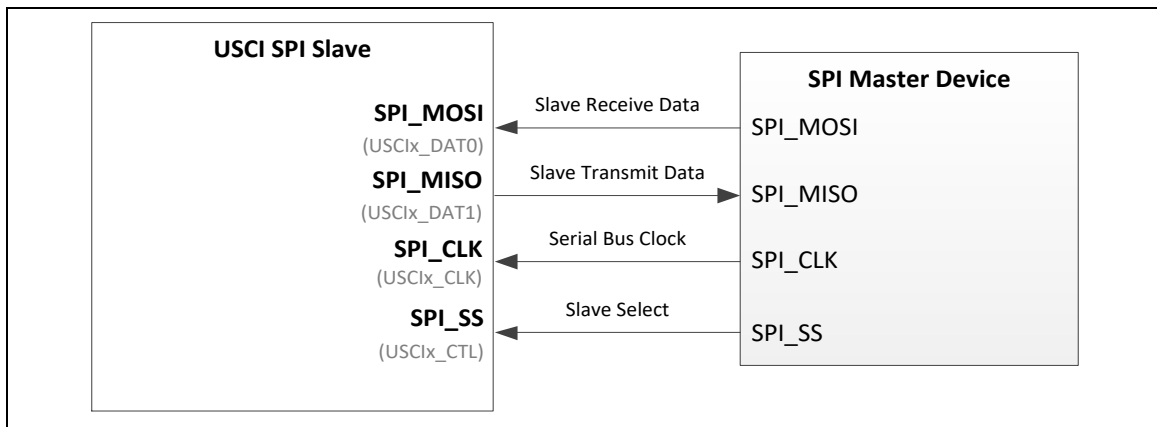 USCI SPI Slave
SPI Master Device
Slave Receive Data
SPI_MOSI
(USCIx_DAT0)
SPI_MOSI
Slave Transmit Data
SPI_MISO
(USCIx_DAT1)
SPI_MISO
Serial Bus Clock
SPI_CLK
(USCIx_CLK)
SPI_CLK
Slave Select
SPI_SS
(USCIx_CTL)
SPI_SS